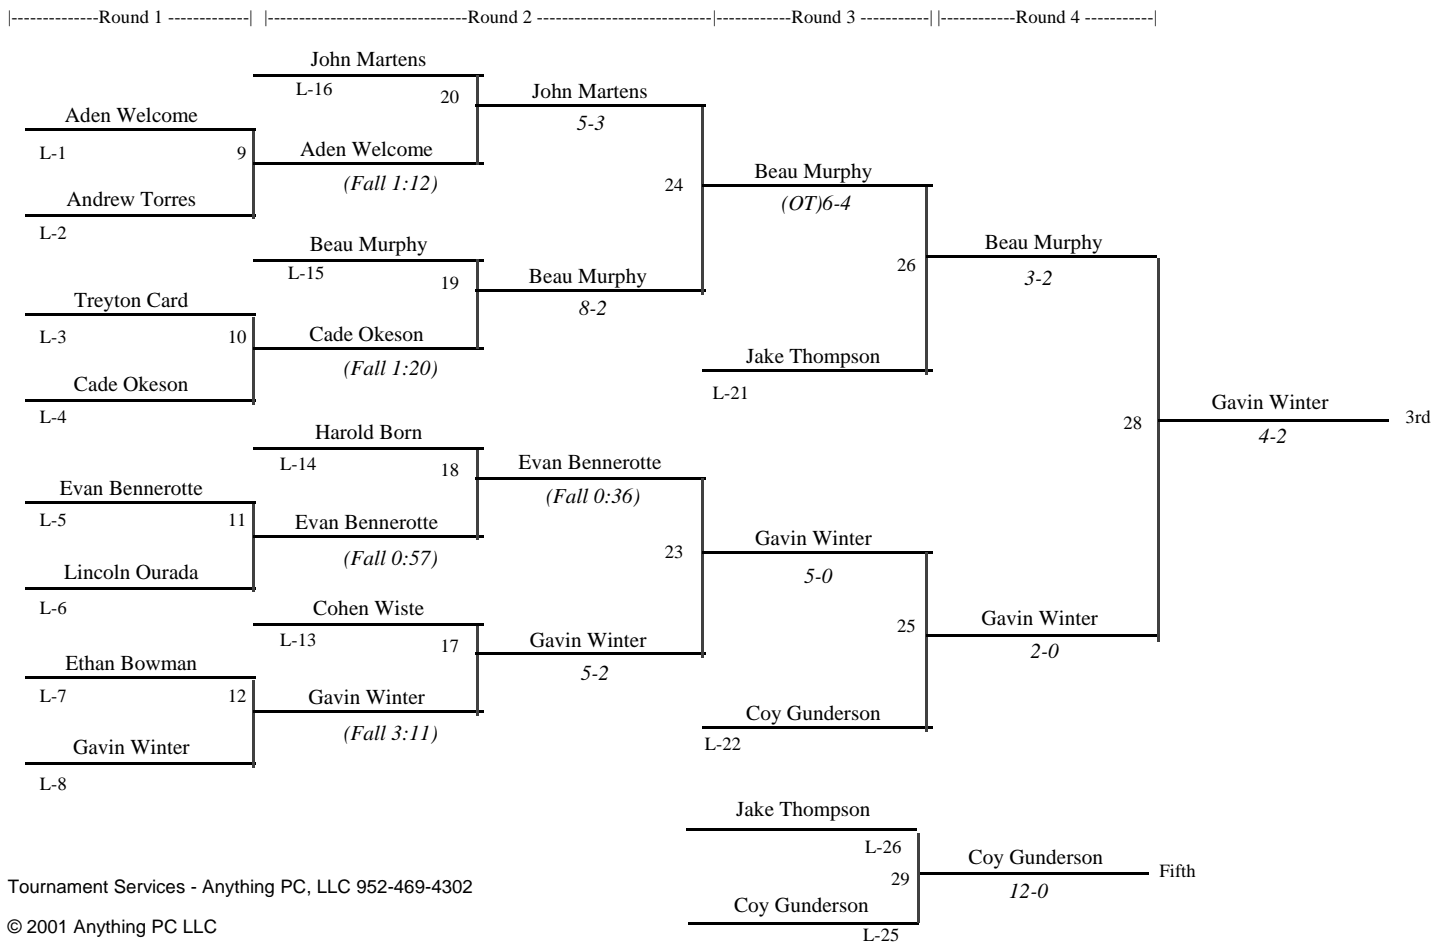 |--------------Round 1 -------------| |--------------------------------Round 2 ----------------------------|------------Round 3 -----------| |------------Round 4 -----------|
John Martens
L-16
20
John Martens
5-3
Aden Welcome
L-1
9
Aden Welcome
(Fall 1:12)
Andrew Torres
L-2
24
Beau Murphy
(OT)6-4
Beau Murphy
L-15
19
Beau Murphy
8-2
26
Beau Murphy
3-2
Treyton Card
L-3
10
Cade Okeson
(Fall 1:20)
Cade Okeson
L-4
Jake Thompson
L-21
28
Gavin Winter
4-2
3rd
Harold Born
L-14
18
Evan Bennerotte
(Fall 0:36)
Evan Bennerotte
L-5
11
Evan Bennerotte
(Fall 0:57)
Lincoln Ourada
L-6
23
Gavin Winter
5-0
Cohen Wiste
L-13
17
Gavin Winter
5-2
25
Gavin Winter
2-0
Ethan Bowman
L-7
12
Gavin Winter
(Fall 3:11)
Gavin Winter
L-8
Coy Gunderson
L-22
Jake Thompson
L-26
29
Coy Gunderson
12-0
Fifth
Coy Gunderson
L-25
Tournament Services - Anything PC, LLC 952-469-4302
© 2001 Anything PC LLC